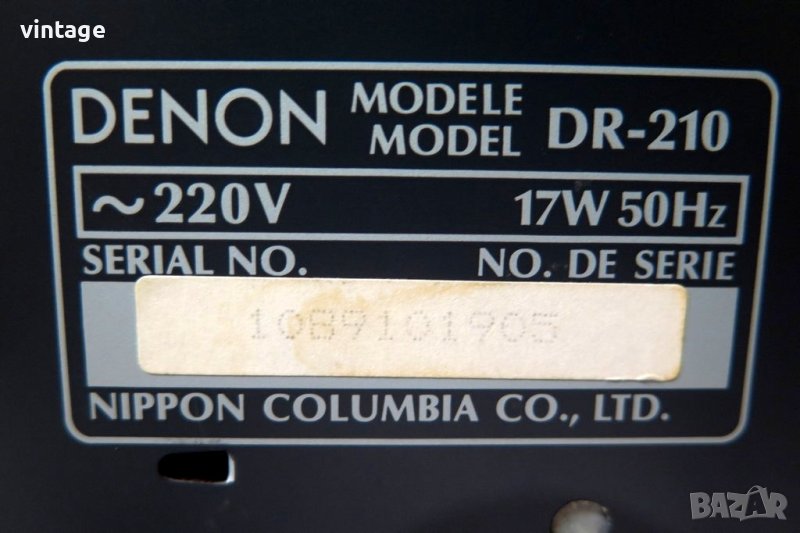 vintage
DENON MODELE MODEL DR-210
~220V 17W 50Hz
SERIAL NO. NO. DE SERIE
10B9101905
NIPPON COLUMBIA CO., LTD.
BAZAR